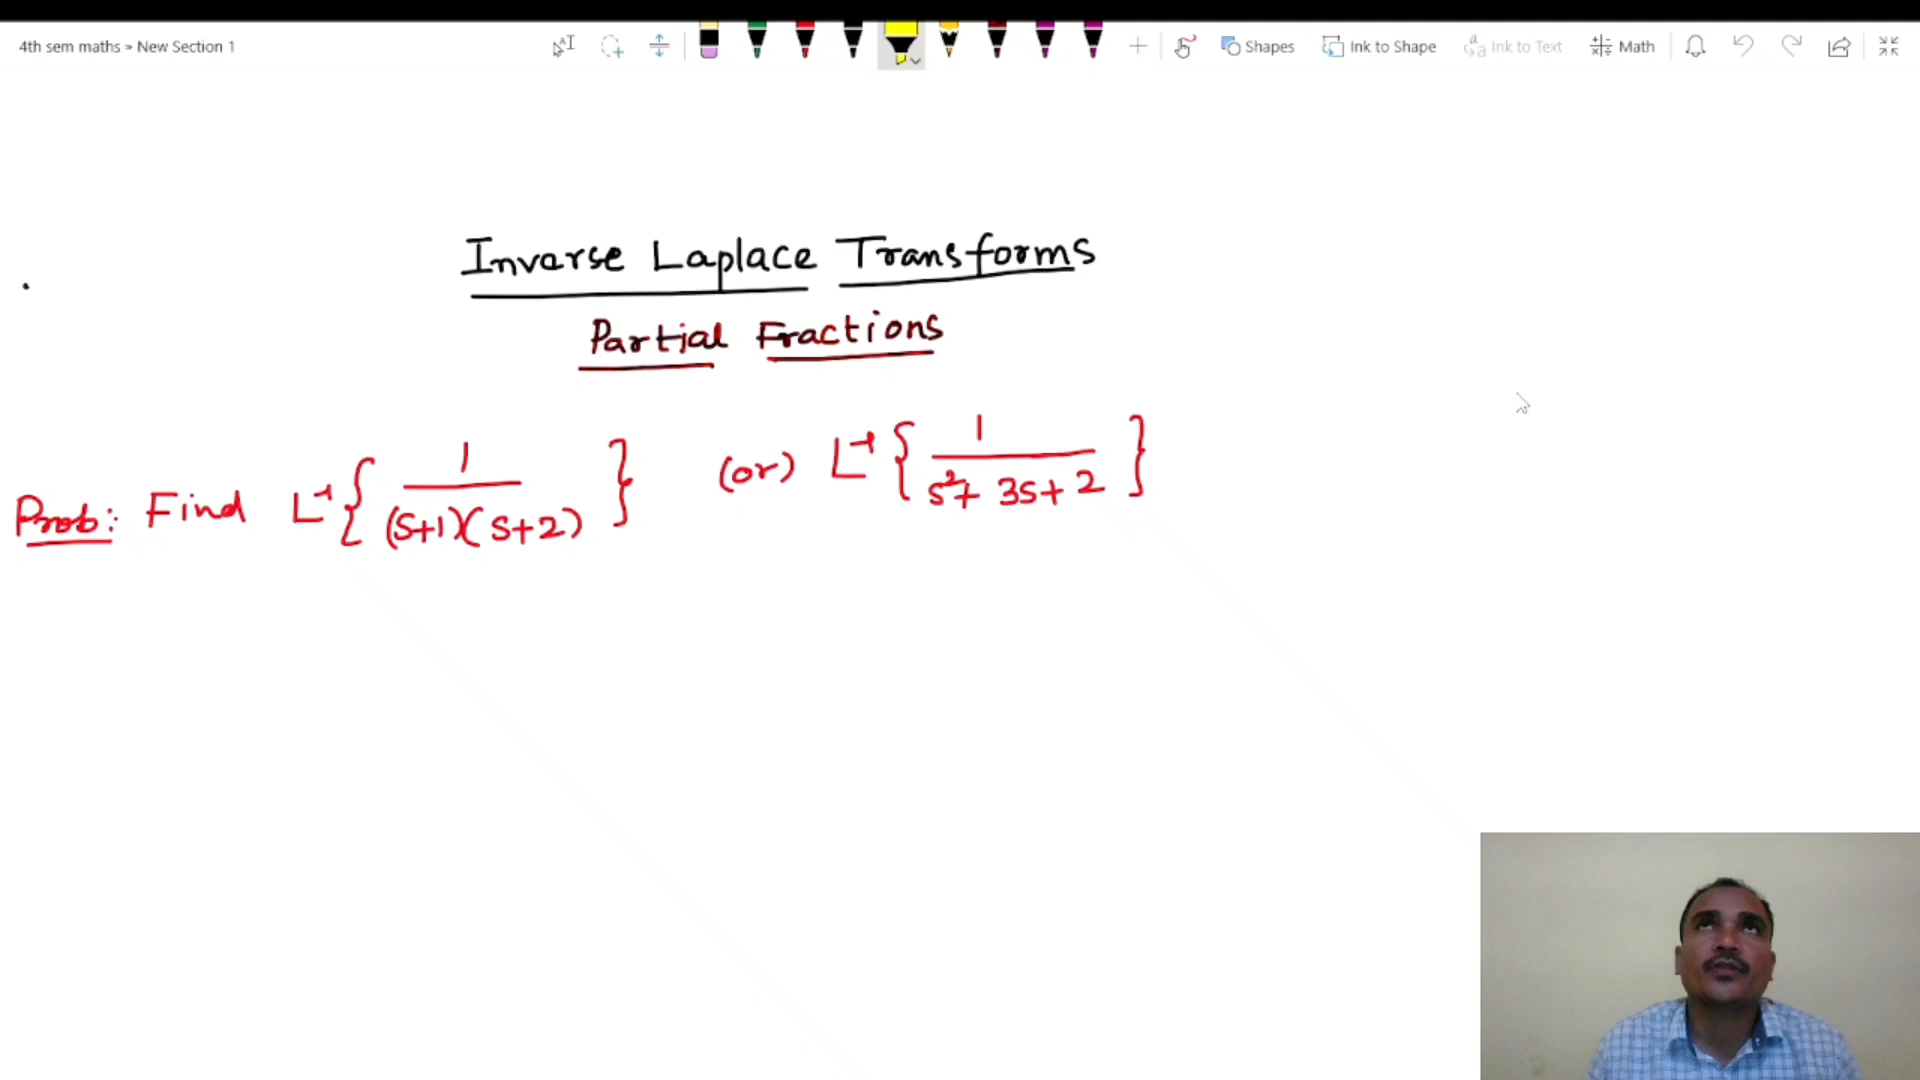 4th sem maths » New Section 1 Shapes Ink to Shape Ink to Text Math
Inverse Laplace Transforms
Partial Fractions
Prob: Find L⁻¹{1/((s+1)(s+2))} (or) L⁻¹{1/(s²+3s+2)}